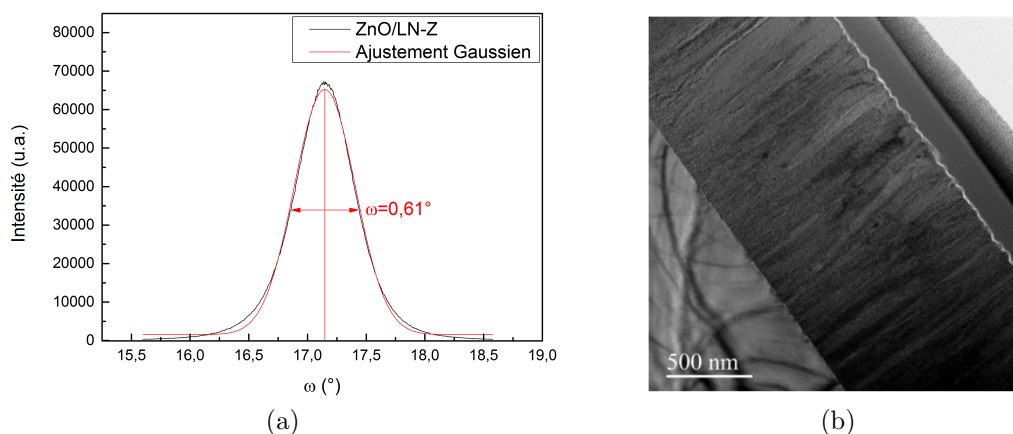 80000
70000
60000
50000
40000
30000
20000
10000
0
Intensité (u.a.)
ZnO/LN-Z
Ajustement Gaussien
ω=0,61°
15,5 16,0 16,5 17,0 17,5 18,0 18,5 19,0
ω (°)
(a)
500 nm
(b)